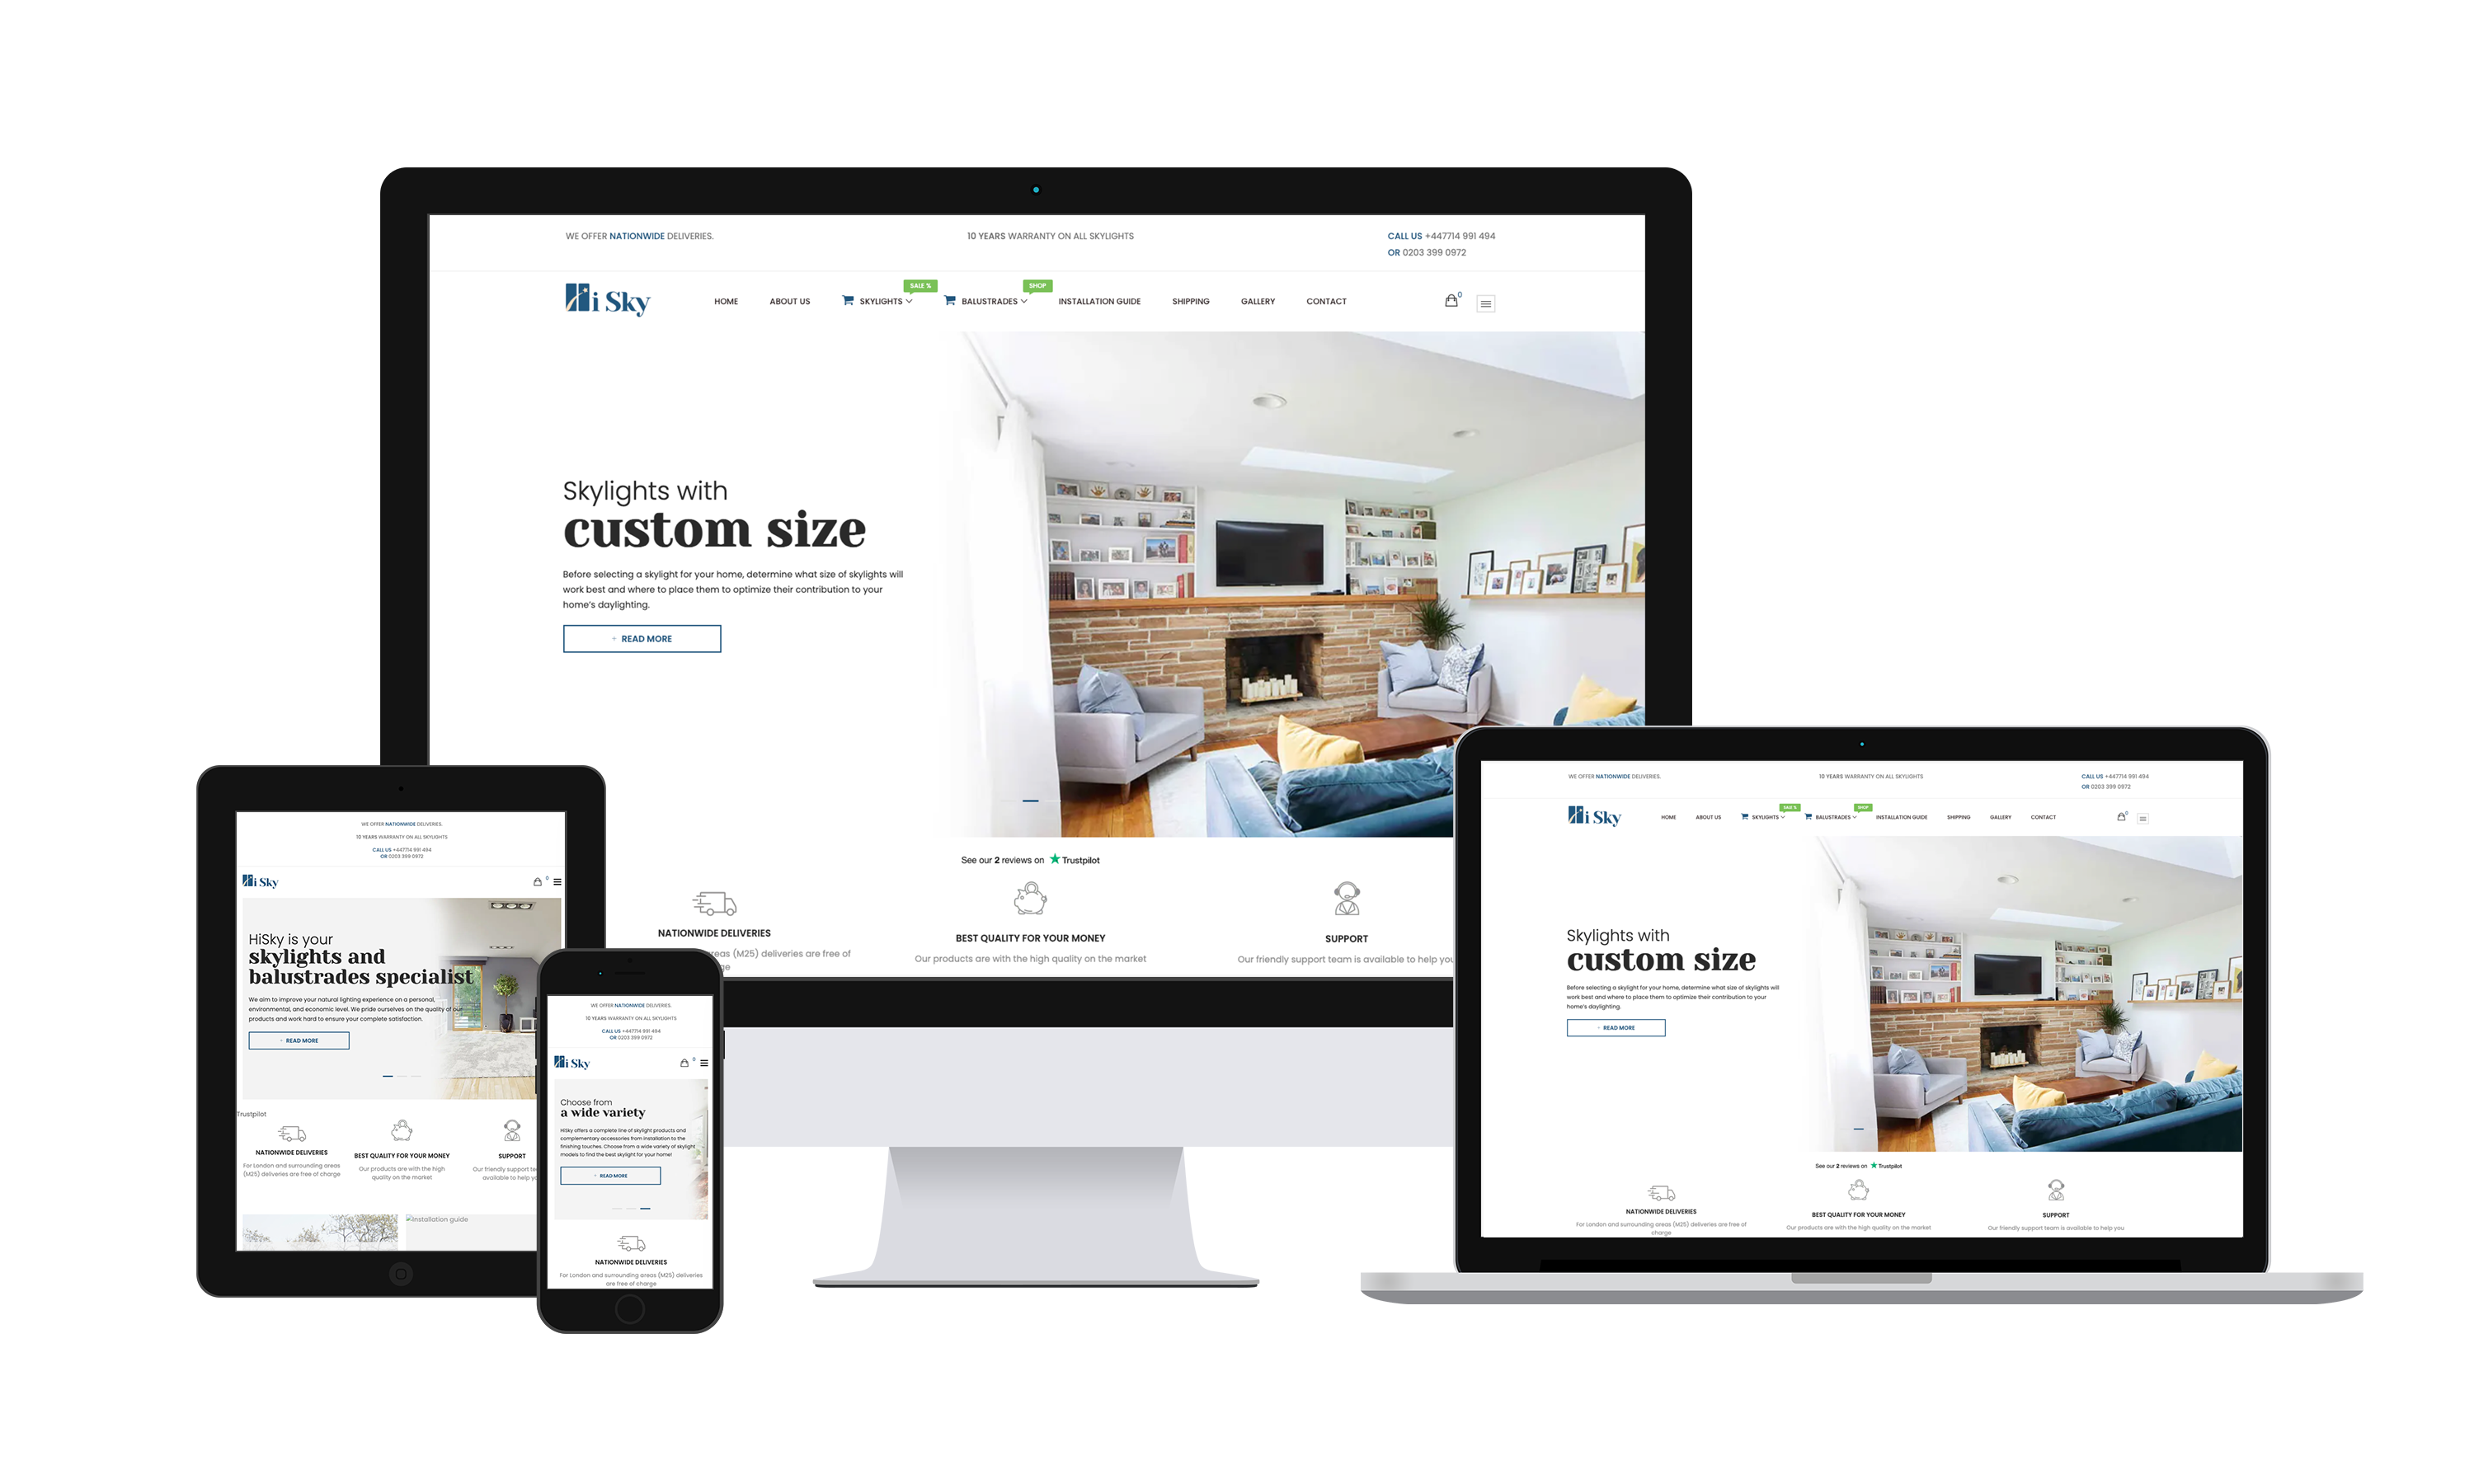 WE OFFER NATIONWIDE DELIVERIES.
10 YEARS WARRANTY ON ALL SKYLIGHTS
CALL US +447714 991 494
OR 0203 399 0972
i Sky
HOME
ABOUT US
SKYLIGHTS
SALE %
BALUSTRADES
SHOP
INSTALLATION GUIDE
SHIPPING
GALLERY
CONTACT
0
Skylights with
custom size
Before selecting a skylight for your home, determine what size of skylights will
work best and where to place them to optimize their contribution to your
home's daylighting.
+ READ MORE
See our 2 reviews on Trustpilot
NATIONWIDE DELIVERIES
reas (M25) deliveries are free of
ge
BEST QUALITY FOR YOUR MONEY
Our products are with the high quality on the market
SUPPORT
Our friendly support team is available to help you
WE OFFER NATIONWIDE DELIVERIES.
10 YEARS WARRANTY ON ALL SKYLIGHTS
CALL US +447714 991 494
OR 0203 399 0972
i Sky
0
HiSky is your
skylights and
balustrades specialist
We aim to improve your natural lighting experience on a personal,
environmental, and economic level. We pride ourselves on the quality of our
products and work hard to ensure your complete satisfaction.
+ READ MORE
Trustpilot
NATIONWIDE DELIVERIES
For London and surrounding areas
(M25) deliveries are free of charge
BEST QUALITY FOR YOUR MONEY
Our products are with the high
quality on the market
SUPPORT
Our friendly support te
available to help yo
Installation guide
WE OFFER NATIONWIDE DELIVERIES.
10 YEARS WARRANTY ON ALL SKYLIGHTS
CALL US +447714 991 494
OR 0203 399 0972
i Sky
0
Choose from
a wide variety
HiSky offers a complete line of skylight products and
complementary accessories from installation to the
finishing touches. Choose from a wide variety of skylight
models to find the best skylight for your home!
+ READ MORE
NATIONWIDE DELIVERIES
For London and surrounding areas (M25) deliveries
are free of charge
WE OFFER NATIONWIDE DELIVERIES.
10 YEARS WARRANTY ON ALL SKYLIGHTS
CALL US +447714 991 494
OR 0203 399 0972
i Sky
HOME
ABOUT US
SKYLIGHTS
SALE %
BALUSTRADES
SHOP
INSTALLATION GUIDE
SHIPPING
GALLERY
CONTACT
0
Skylights with
custom size
Before selecting a skylight for your home, determine what size of skylights will
work best and where to place them to optimize their contribution to your
home's daylighting.
+ READ MORE
See our 2 reviews on Trustpilot
NATIONWIDE DELIVERIES
For London and surrounding areas (M25) deliveries are free of
charge
BEST QUALITY FOR YOUR MONEY
Our products are with the high quality on the market
SUPPORT
Our friendly support team is available to help you